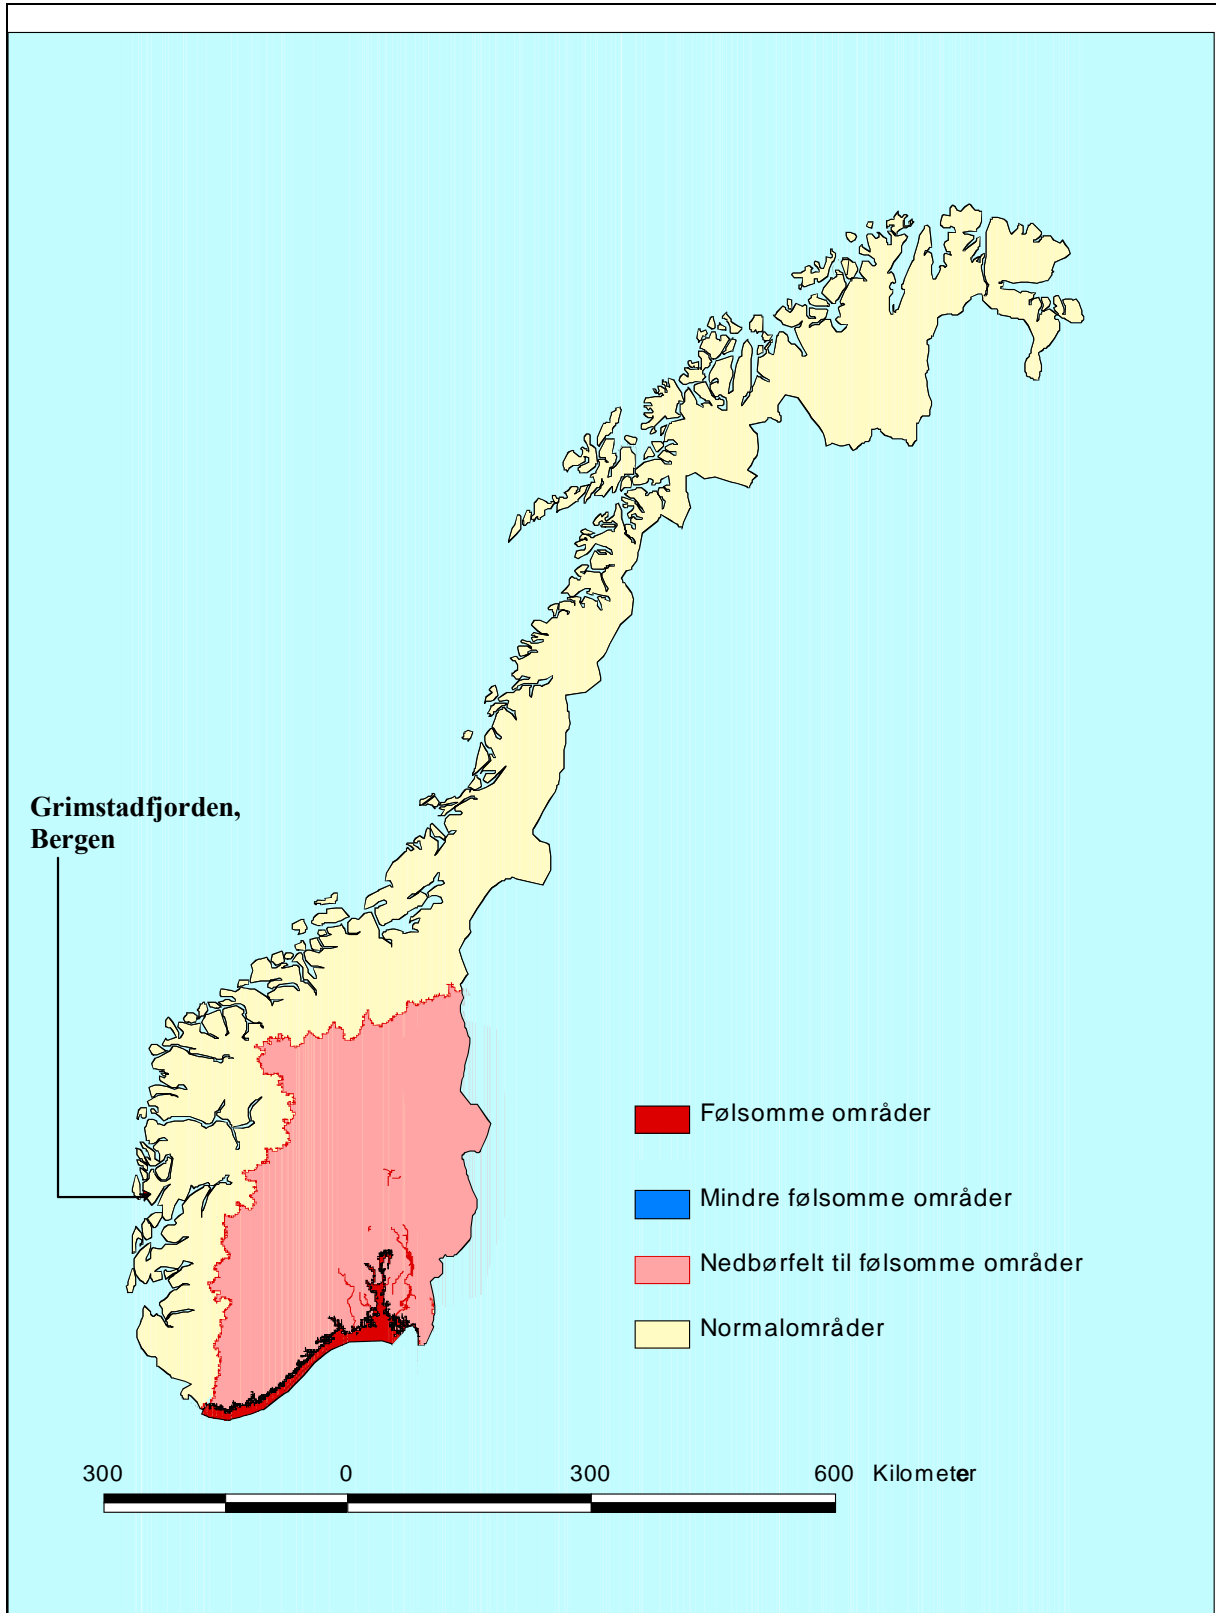 Grimstadfjorden,
Bergen
Følsomme områder
Mindre følsomme områder
Nedbørfelt til følsomme områder
Normalområder
300 0 300 600 Kilometer